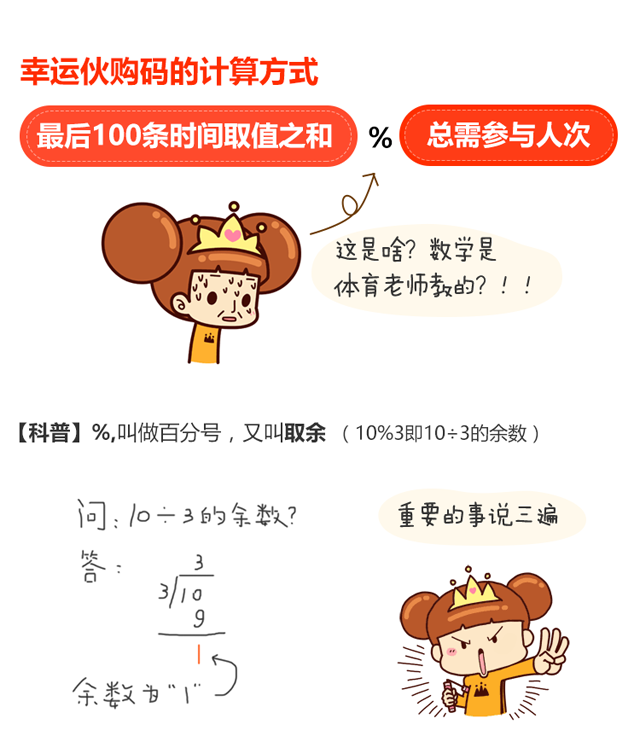 幸运伙购码的计算方式
最后100条时间取值之和 % 总需参与人次
这是啥？数学是
体育老师教的？！！
【科普】%,叫做百分号，又叫取余 （10%3即10÷3的余数）
问：10÷3的余数？
重要的事说三遍
答：
3
3/10
9
1
余数为"1"